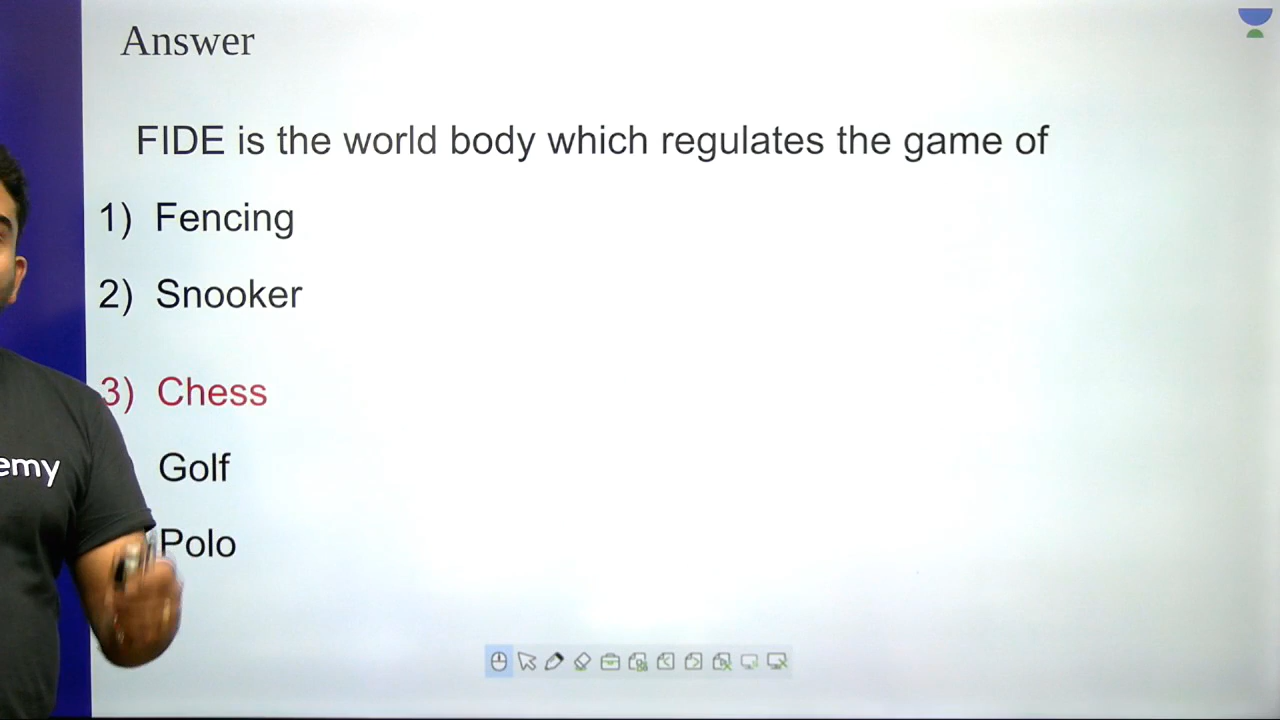 Answer
FIDE is the world body which regulates the game of
1) Fencing
2) Snooker
3) Chess
Golf
Polo
emy